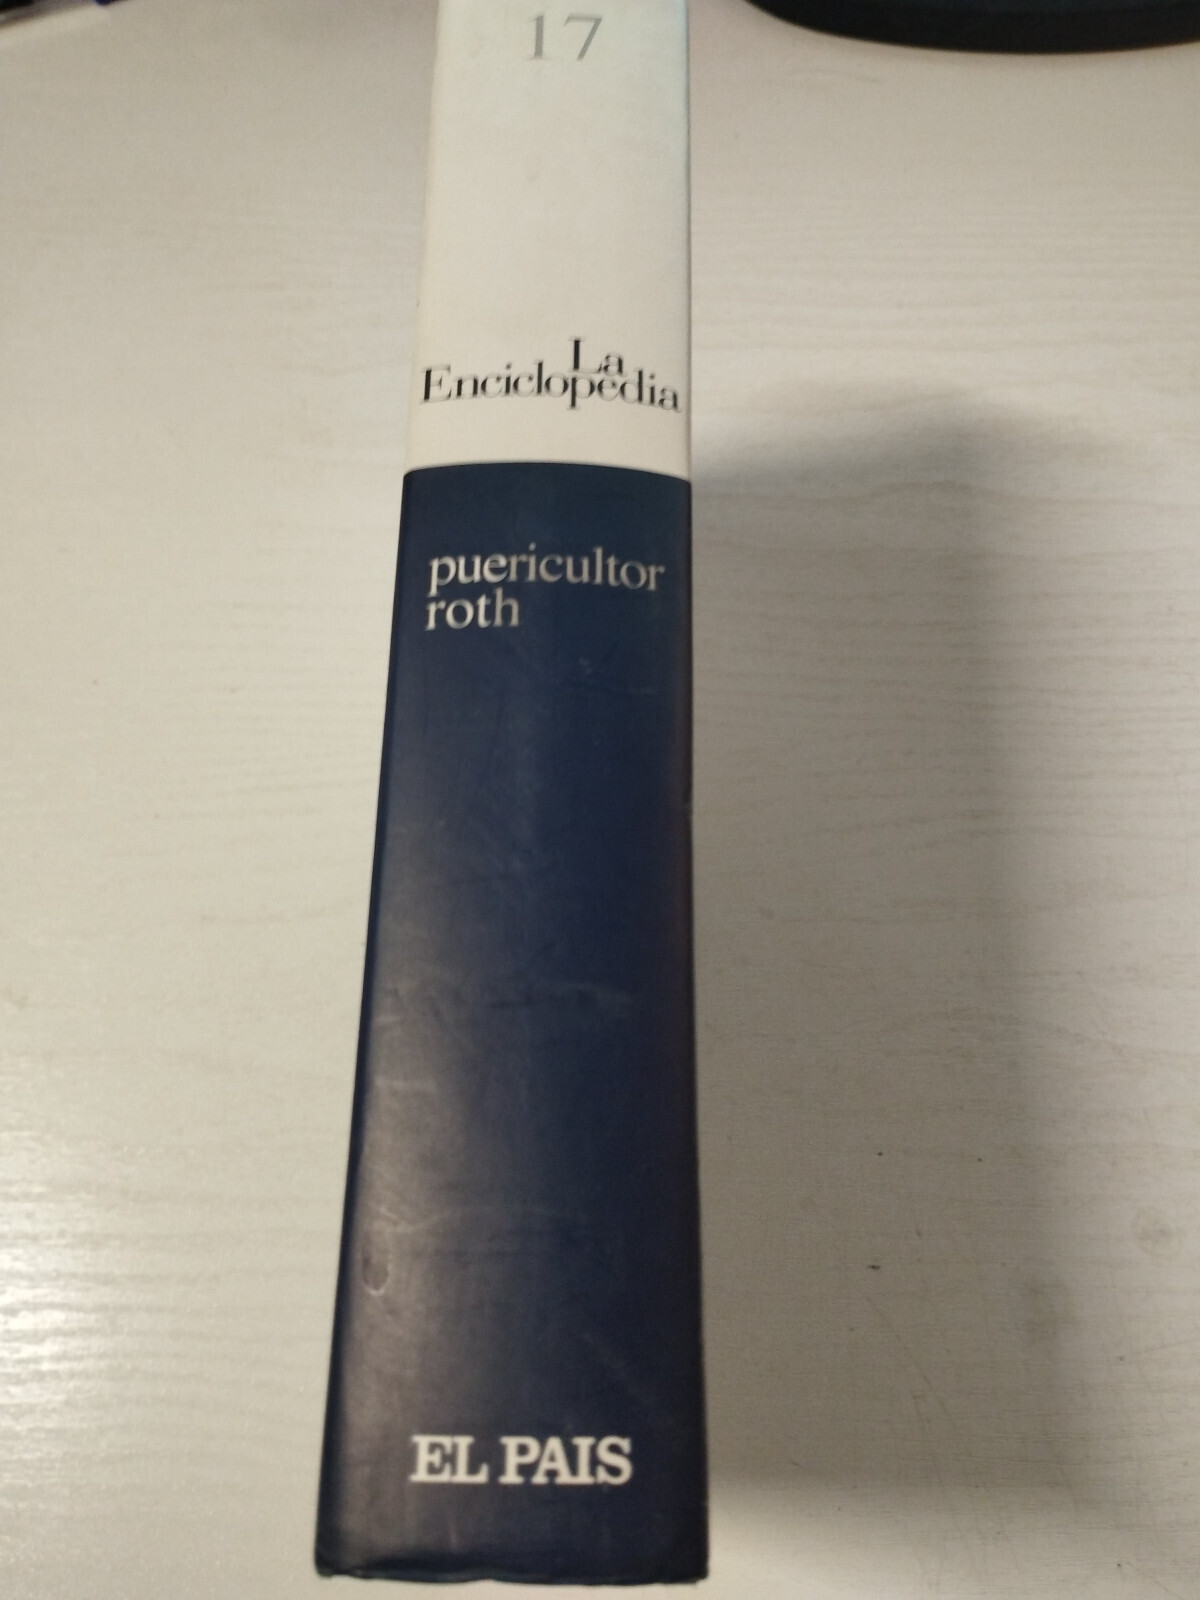 17
La
Enciclopedia
puericultor
roth
EL PAIS